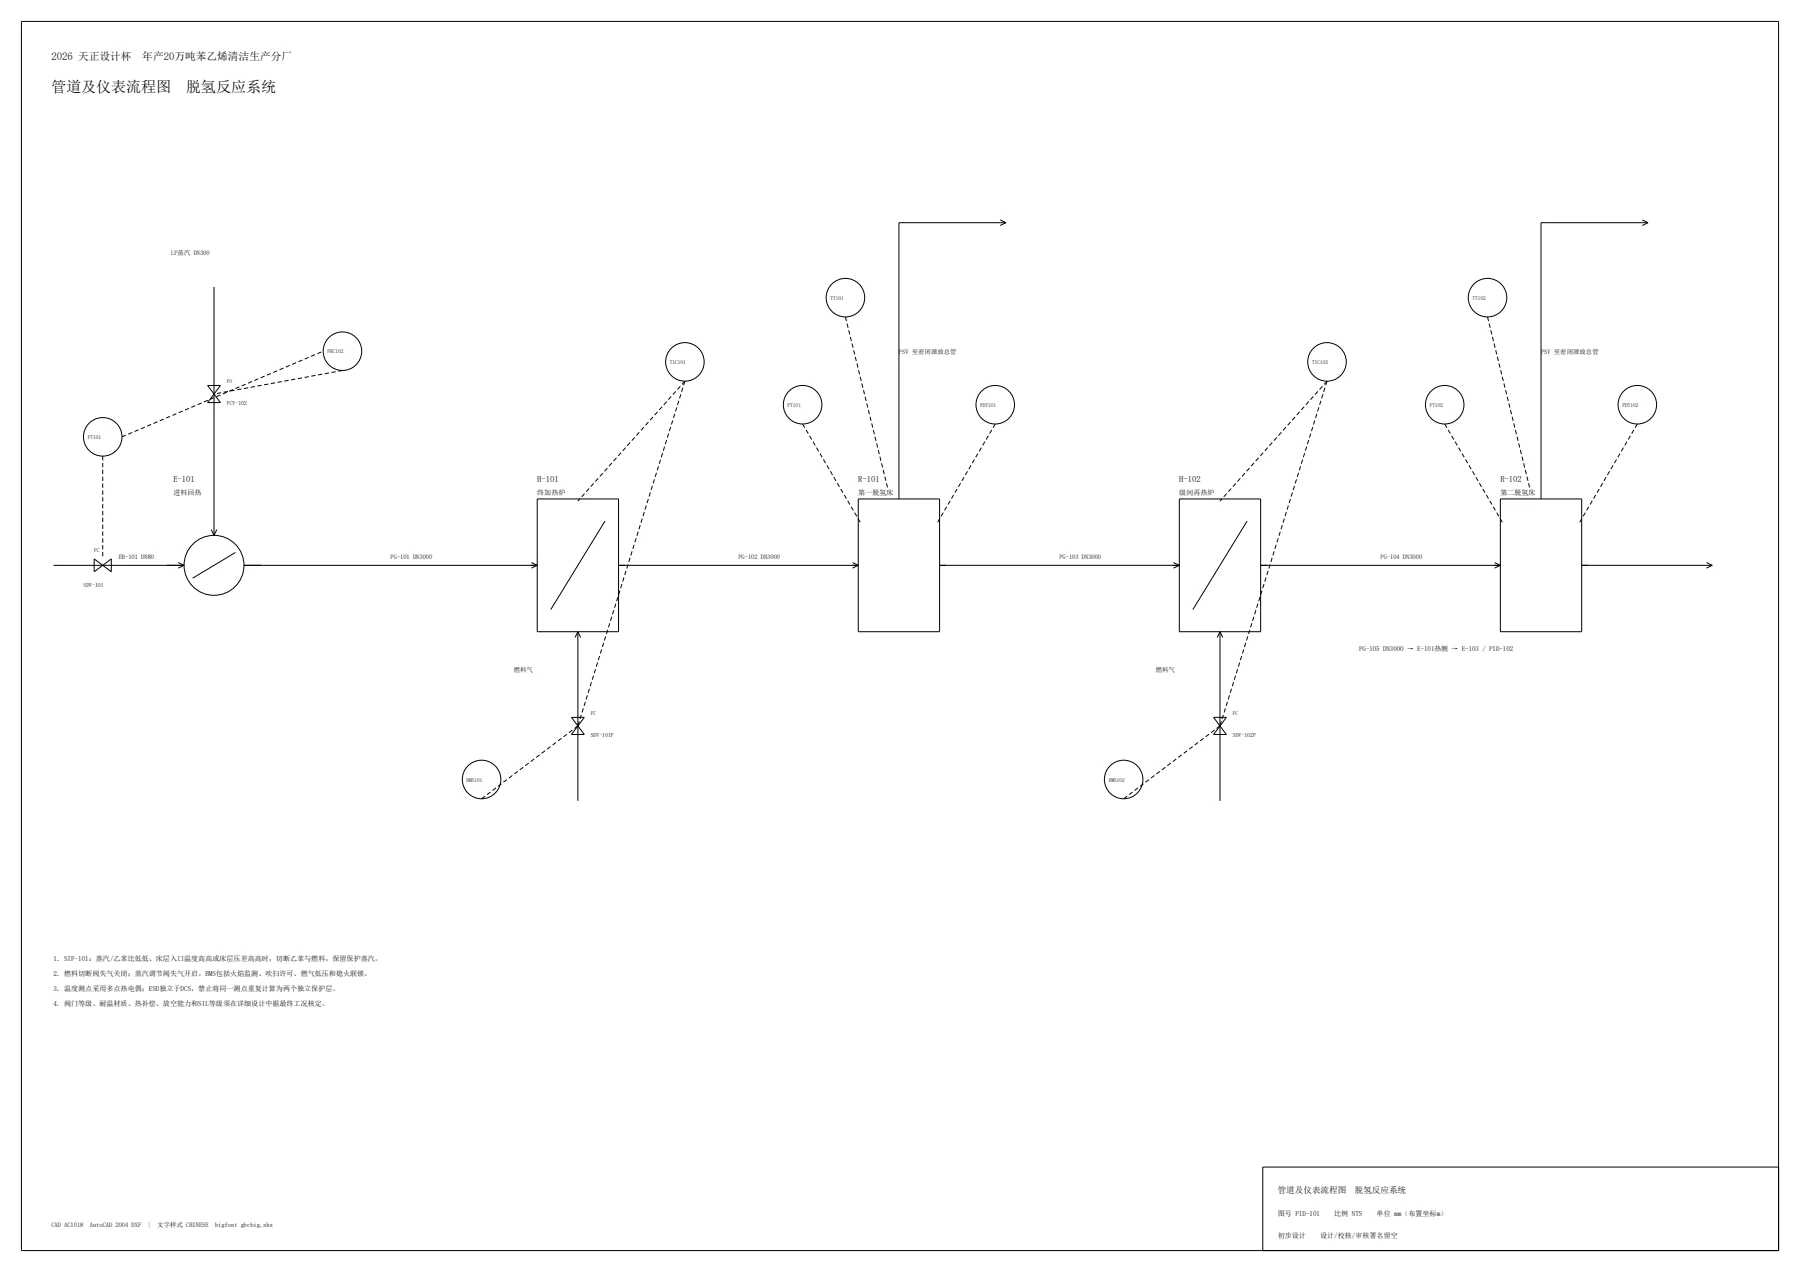 2026 天正设计杯　年产20万吨苯乙烯清洁生产分厂
管道及仪表流程图　脱氢反应系统
LP蒸汽 DN300
TT101
TT102
FRC102
PSV 至密闭泄放总管
PSV 至密闭泄放总管
TIC101
TIC102
FO
FCV-102
PT101
PDT101
PT102
PDT102
FT101
E-101
进料回热
H-101
终加热炉
R-101
第一脱氢床
H-102
级间再热炉
R-102
第二脱氢床
FC
EB-101 DN80
PG-101 DN3000
PG-102 DN3000
PG-103 DN3000
PG-104 DN3000
SDV-101
PG-105 DN3000 → E-101热侧 → E-103 / PID-102
燃料气
燃料气
FC
SDV-101F
FC
SDV-102F
BMS101
BMS102
1. SIF-101：蒸汽/乙苯比低低、床层入口温度高高或床层压差高高时，切断乙苯与燃料，保留保护蒸汽。
2. 燃料切断阀失气关闭；蒸汽调节阀失气开启。BMS包括火焰监测、吹扫许可、燃气低压和熄火联锁。
3. 温度测点采用多点热电偶；ESD独立于DCS，禁止将同一测点重复计算为两个独立保护层。
4. 阀门等级、耐温材质、热补偿、放空能力和SIL等级须在详细设计中据最终工况核定。
管道及仪表流程图　脱氢反应系统
图号 PID-101　比例 NTS　单位 mm（布置坐标m）
初步设计　设计/校核/审核署名留空
CAD AC1018　AutoCAD 2004 DXF　|　文字样式 CHINESE　bigfont gbcbig.shx